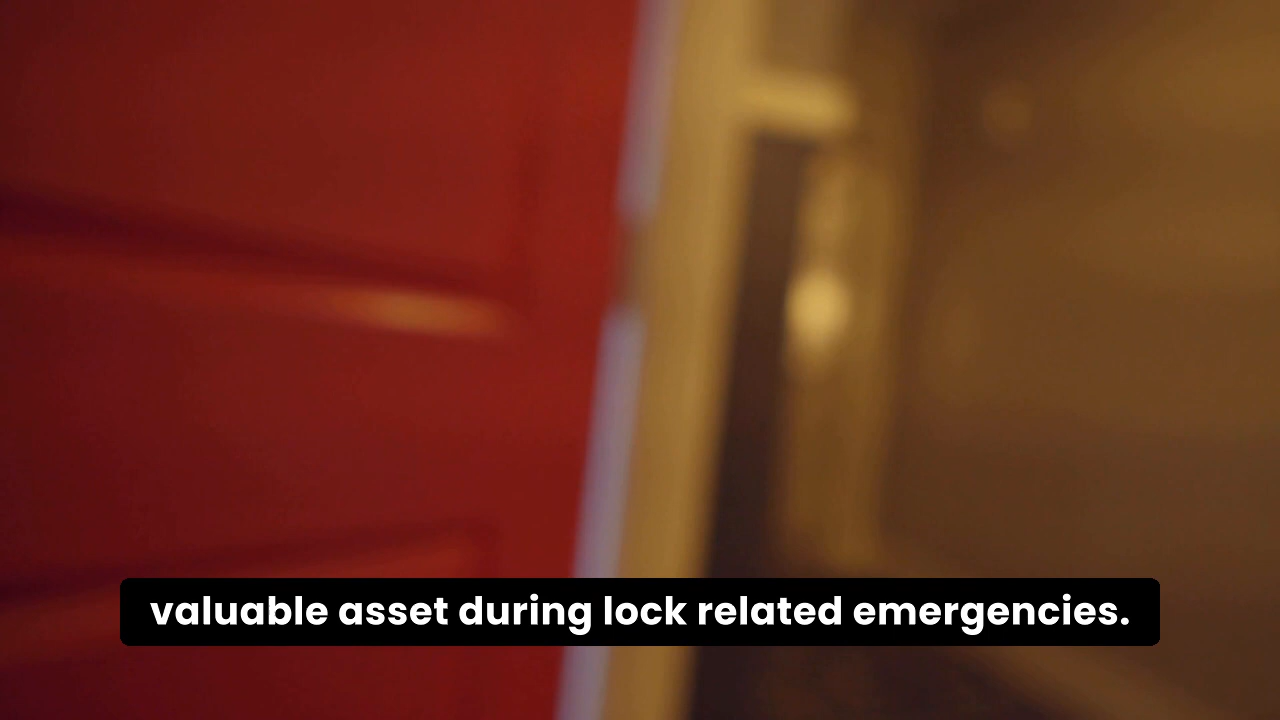 valuable asset during lock related emergencies.